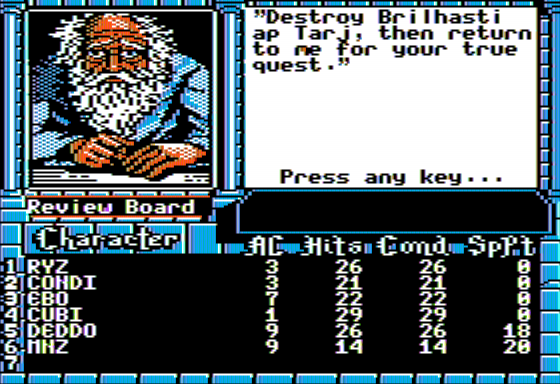 "Destroy Brilhasti
ap Tarj, then return
to me for your true
quest."
Press any key...
Review Board
Character AC Hits Cond SpPt
1 RYZ 3 26 26 0
2 CONDI 3 21 21 0
3 EBO 7 22 22 0
4 CUBI 1 29 29 0
5 DEDDO 9 26 26 18
6 MNZ 9 14 14 20
7